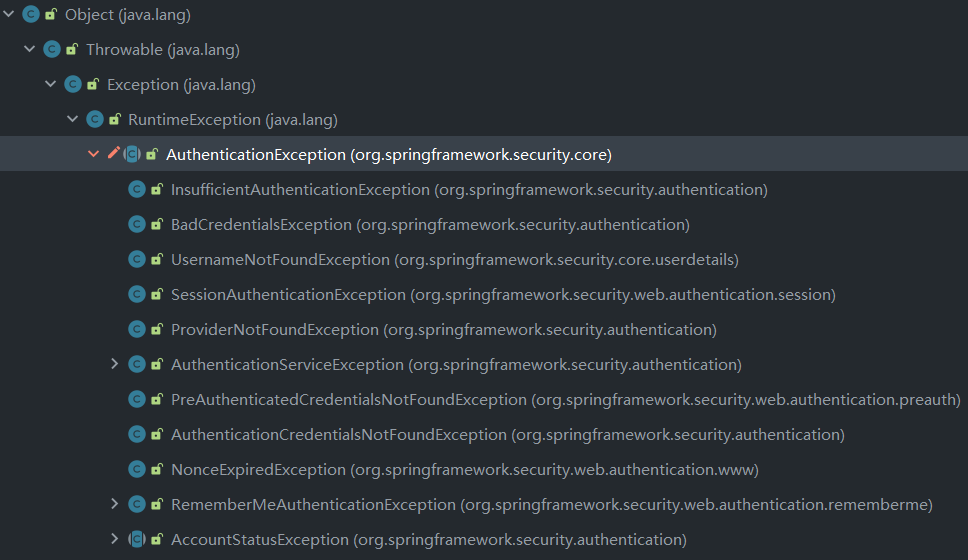 Object (java.lang)
Throwable (java.lang)
Exception (java.lang)
RuntimeException (java.lang)
AuthenticationException (org.springframework.security.core)
InsufficientAuthenticationException (org.springframework.security.authentication)
BadCredentialsException (org.springframework.security.authentication)
UsernameNotFoundException (org.springframework.security.core.userdetails)
SessionAuthenticationException (org.springframework.security.web.authentication.session)
ProviderNotFoundException (org.springframework.security.authentication)
AuthenticationServiceException (org.springframework.security.authentication)
PreAuthenticatedCredentialsNotFoundException (org.springframework.security.web.authentication.preauth)
AuthenticationCredentialsNotFoundException (org.springframework.security.authentication)
NonceExpiredException (org.springframework.security.web.authentication.www)
RememberMeAuthenticationException (org.springframework.security.web.authentication.rememberme)
AccountStatusException (org.springframework.security.authentication)